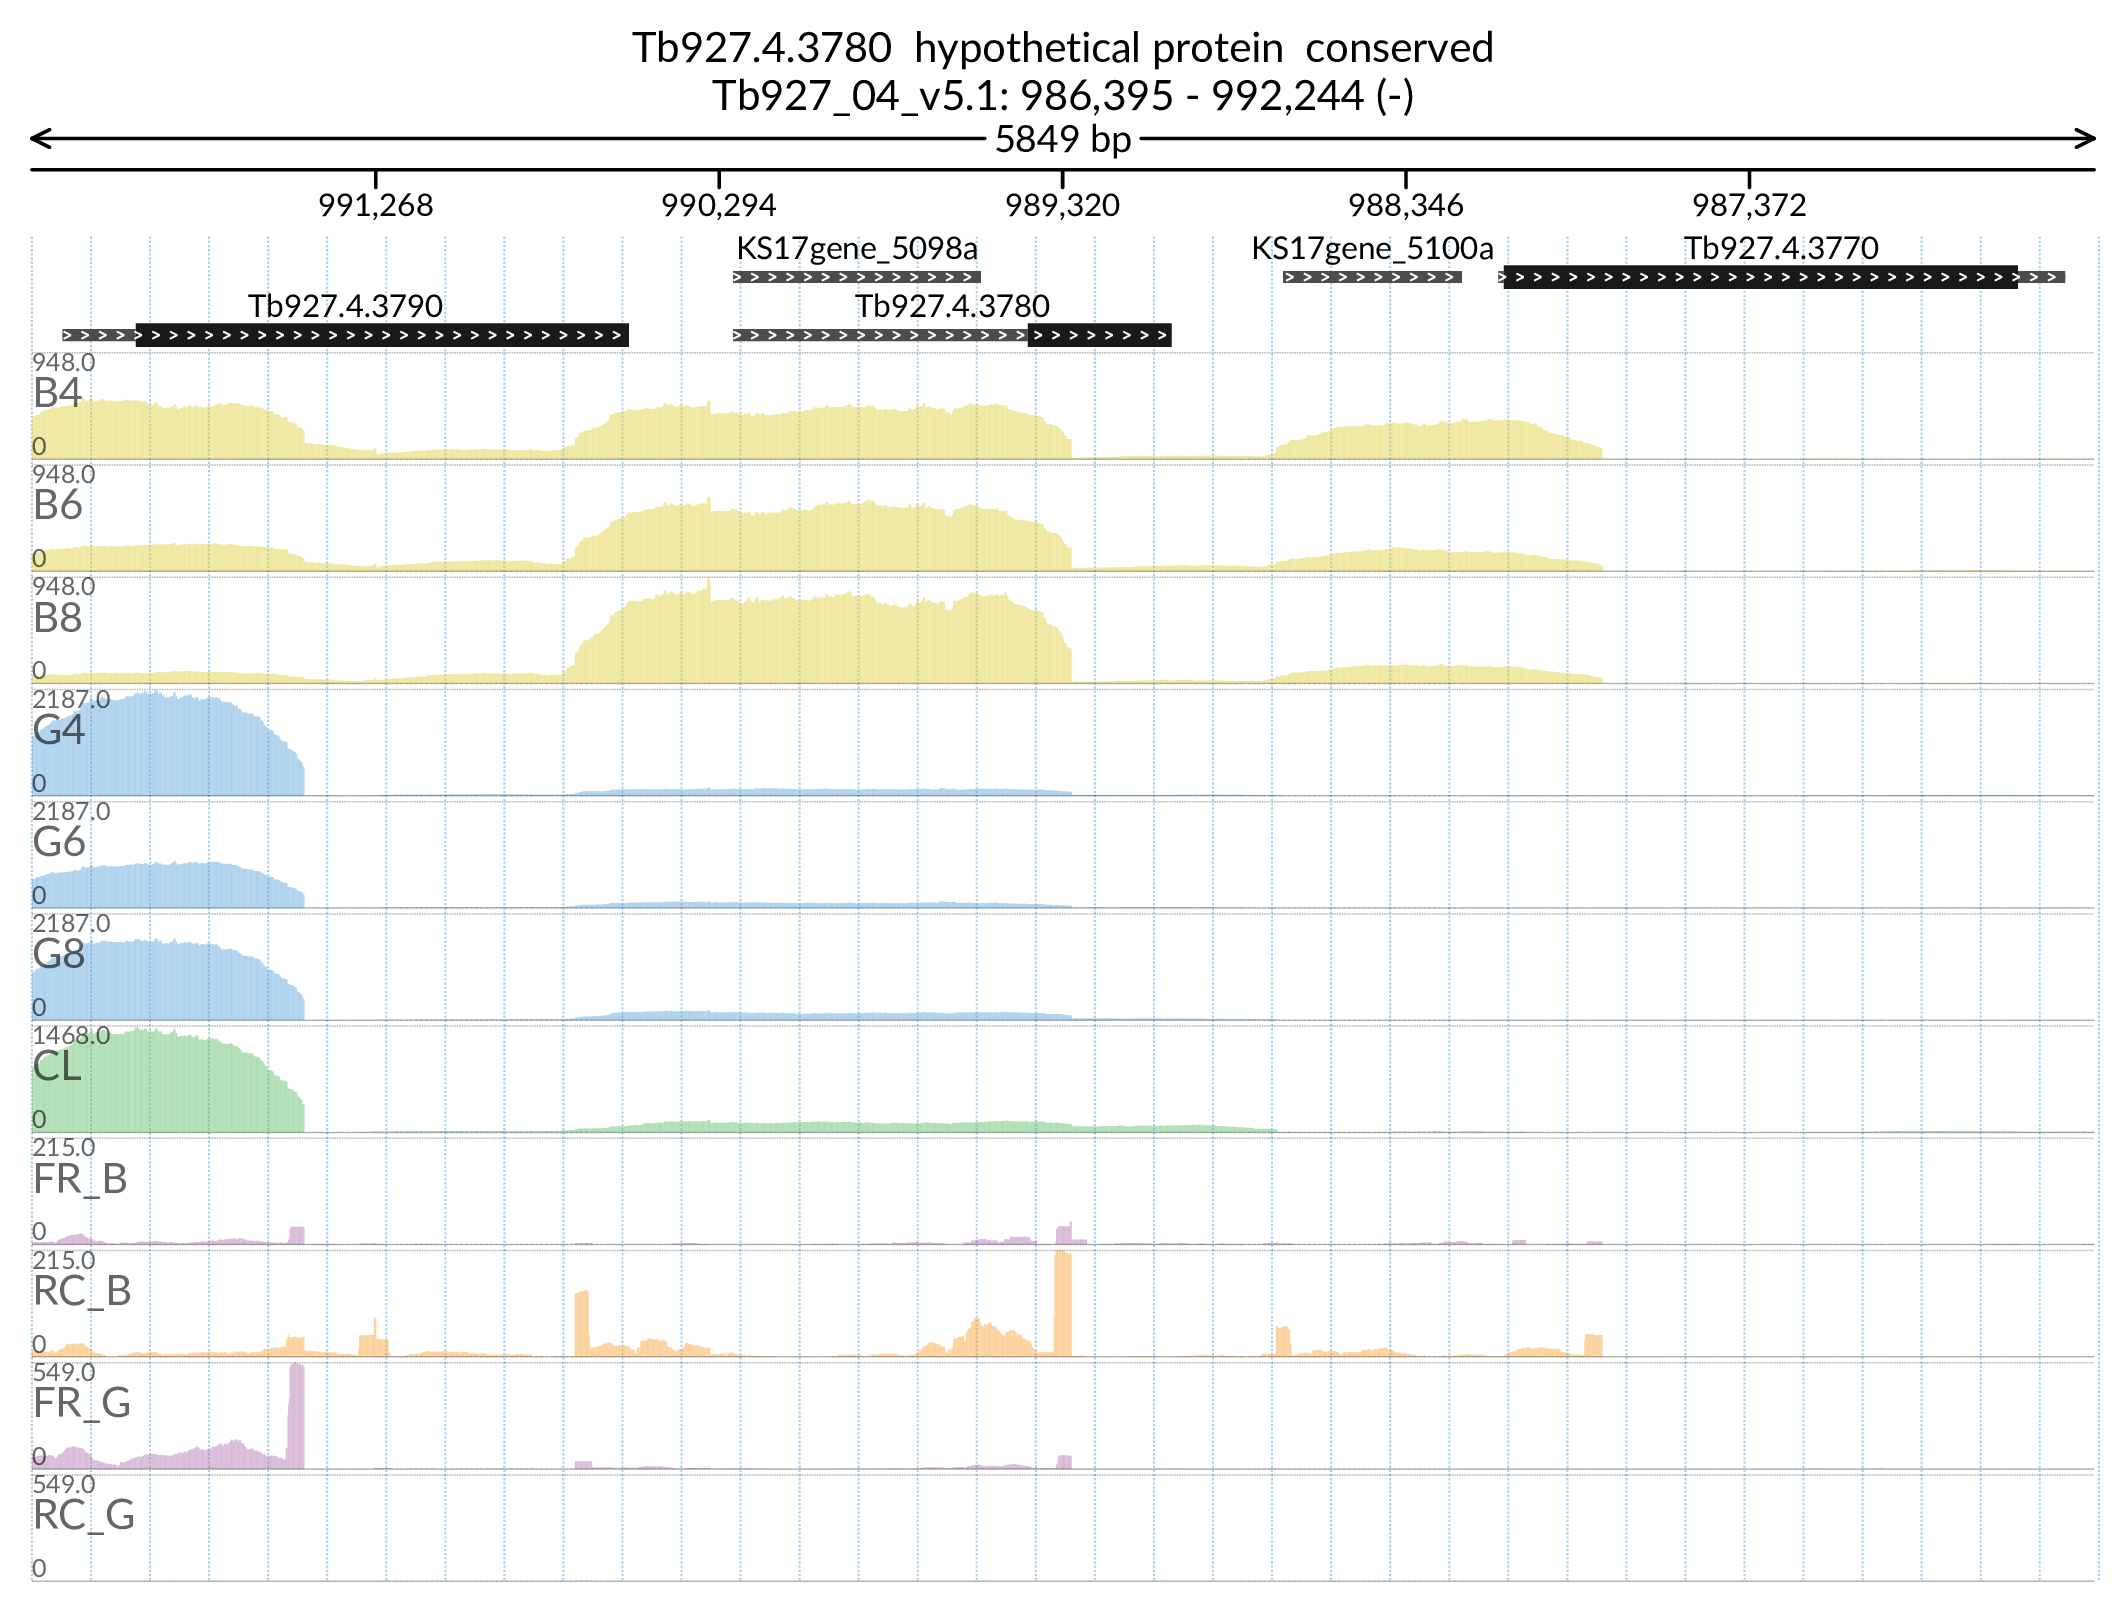 Tb927.4.3780  hypothetical protein  conserved
Tb927_04_v5.1: 986,395 - 992,244 (-)
5849 bp
991,268 990,294 989,320 988,346 987,372
KS17gene_5098a KS17gene_5100a Tb927.4.3770
Tb927.4.3790 Tb927.4.3780
948.0
B4
0
948.0
B6
0
948.0
B8
0
2187.0
G4
0
2187.0
G6
0
2187.0
G8
0
1468.0
CL
0
215.0
FR_B
0
215.0
RC_B
0
549.0
FR_G
0
549.0
RC_G
0